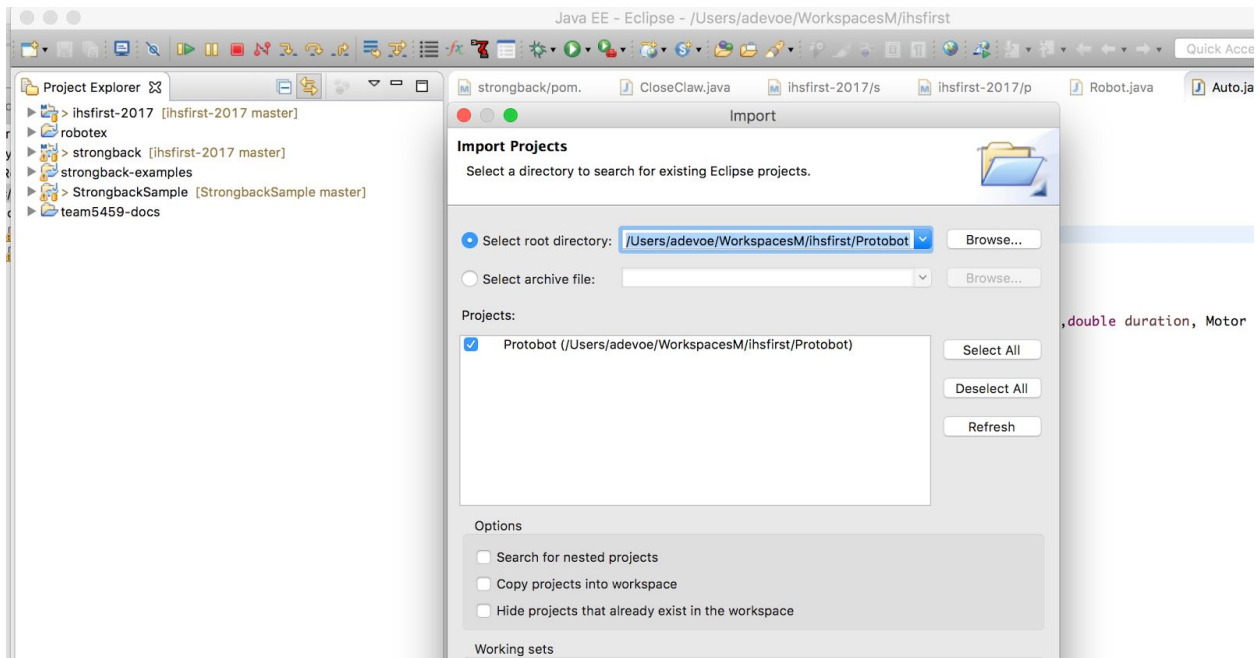 Java EE - Eclipse - /Users/adevoe/WorkspacesM/ihsfirst
Quick Acce
Project Explorer
strongback/pom.
CloseClaw.java
ihsfirst-2017/s
ihsfirst-2017/p
Robot.java
Auto.ja
> ihsfirst-2017 [ihsfirst-2017 master]
robotex
> strongback [ihsfirst-2017 master]
strongback-examples
> StrongbackSample [StrongbackSample master]
team5459-docs
Import
Import Projects
Select a directory to search for existing Eclipse projects.
Select root directory: /Users/adevoe/WorkspacesM/ihsfirst/Protobot Browse...
Select archive file: Browse...
Projects:
,double duration, Motor
Protobot (/Users/adevoe/WorkspacesM/ihsfirst/Protobot)
Select All
Deselect All
Refresh
Options
Search for nested projects
Copy projects into workspace
Hide projects that already exist in the workspace
Working sets